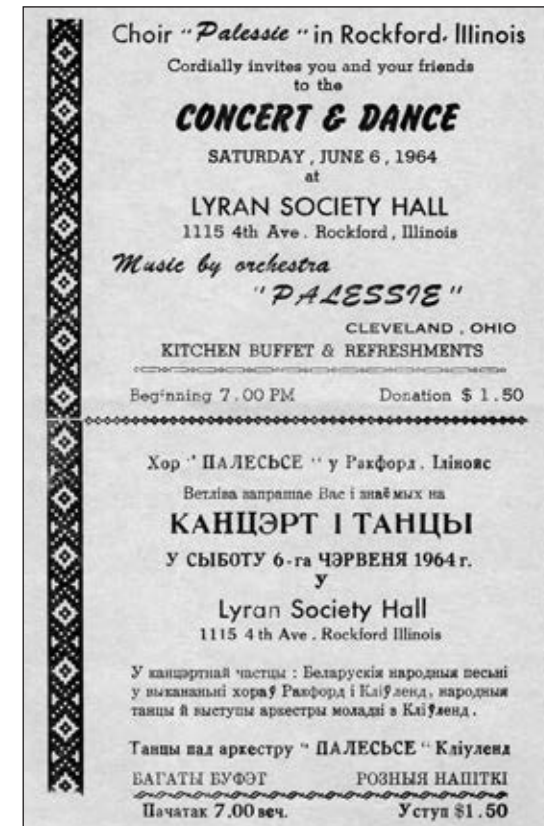 Choir "Palessie" in Rockford. Illinois
Cordially invites you and your friends
to the
CONCERT & DANCE
SATURDAY, JUNE 6, 1964
at
LYRAN SOCIETY HALL
1115 4th Ave. Rockford, Illinois
Music by orchestra
"PALESSIE"
CLEVELAND, OHIO
KITCHEN BUFFET & REFRESHMENTS
Beginning 7.00 PM Donation $ 1.50
Хор "ПАЛЕСЬСЕ" у Ракфорд. Ілінойс
Ветліва запрашае Вас і знаёмых на
КАНЦЭРТ І ТАНЦЫ
У СЫБОТУ 6-га ЧЭРВЕНЯ 1964 г.
У
Lyran Society Hall
1115 4th Ave. Rockford Illinois
У канцэртнай частцы : Беларускія народныя песьні
у выкананьні хораў Ракфорд і Кліўленд, народныя
танцы й выступы аркестры моладзі в Кліўленд.
Танцы пад аркестру "ПАЛЕСЬСЕ" Кліуленд
БАГАТЫ БУФЭТ РОЗНЫЯ НАПІТКІ
Пачатак 7.00 веч. Уступ $1.50